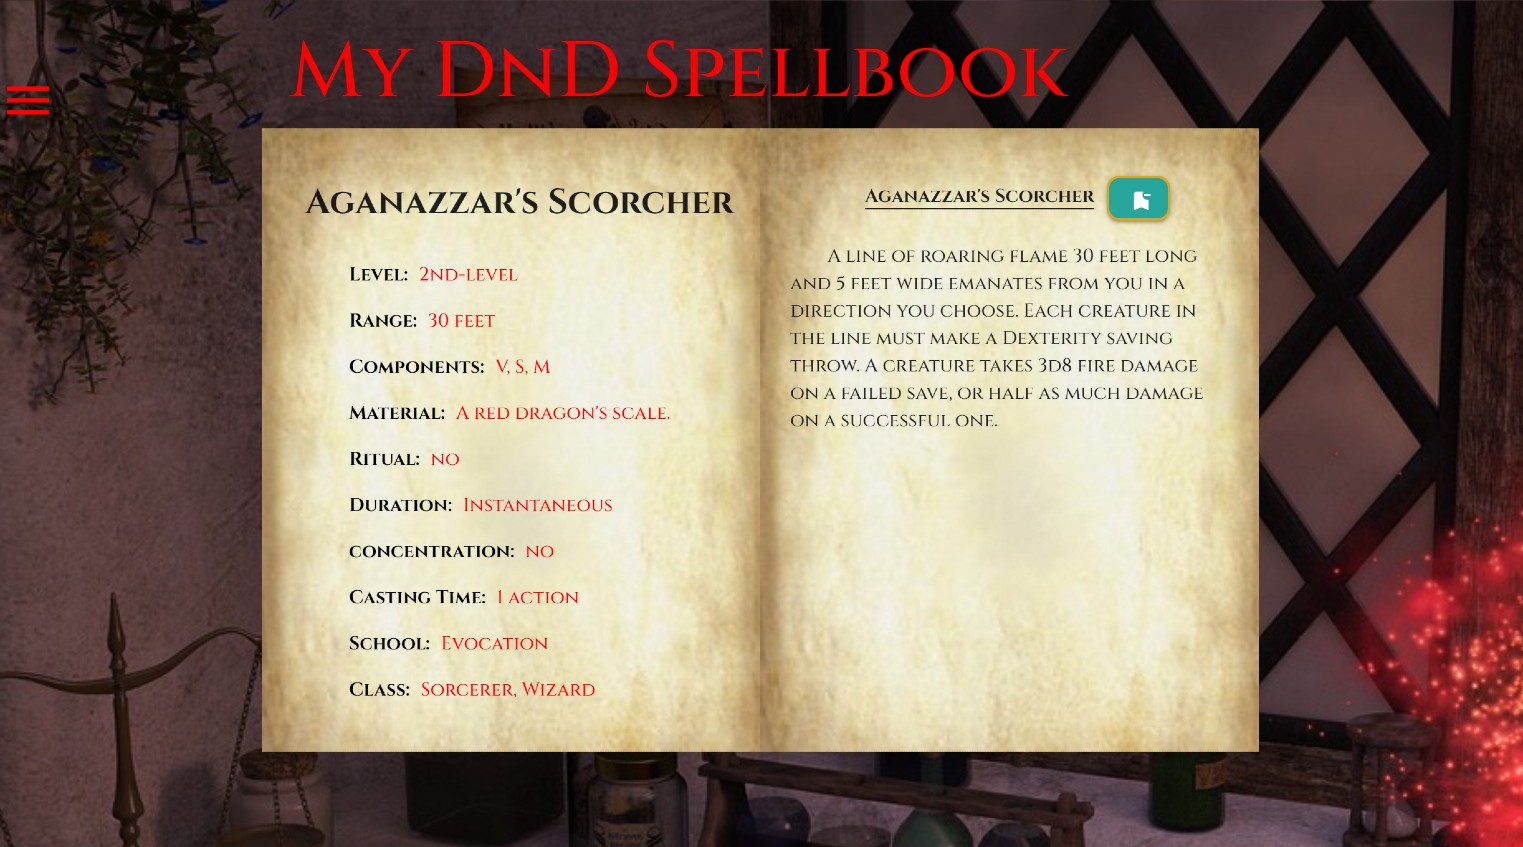 My DnD Spellbook
Aganazzar's Scorcher
Level: 2nd-level
Range: 30 feet
Components: V, S, M
Material: A red dragon's scale.
Ritual: no
Duration: Instantaneous
concentration: no
Casting Time: 1 action
School: Evocation
Class: Sorcerer, Wizard
Aganazzar's Scorcher
A line of roaring flame 30 feet long
and 5 feet wide emanates from you in a
direction you choose. Each creature in
the line must make a Dexterity saving
throw. A creature takes 3d8 fire damage
on a failed save, or half as much damage
on a successful one.